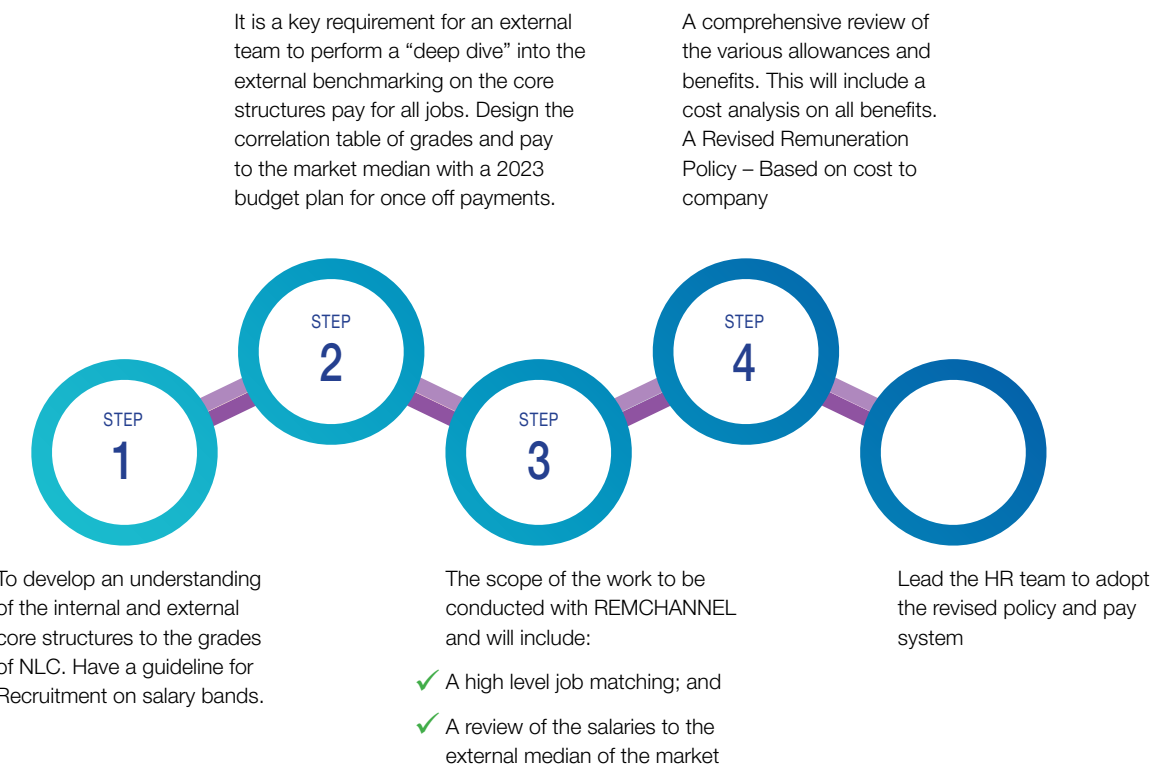 It is a key requirement for an external
team to perform a “deep dive” into the
external benchmarking on the core
structures pay for all jobs. Design the
correlation table of grades and pay
to the market median with a 2023
budget plan for once off payments.
A comprehensive review of
the various allowances and
benefits. This will include a
cost analysis on all benefits.
A Revised Remuneration
Policy – Based on cost to
company
STEP
1
STEP
2
STEP
3
STEP
4
To develop an understanding
of the internal and external
core structures to the grades
of NLC. Have a guideline for
Recruitment on salary bands.
The scope of the work to be
conducted with REMCHANNEL
and will include:
✓ A high level job matching; and
✓ A review of the salaries to the
external median of the market
Lead the HR team to adopt
the revised policy and pay
system